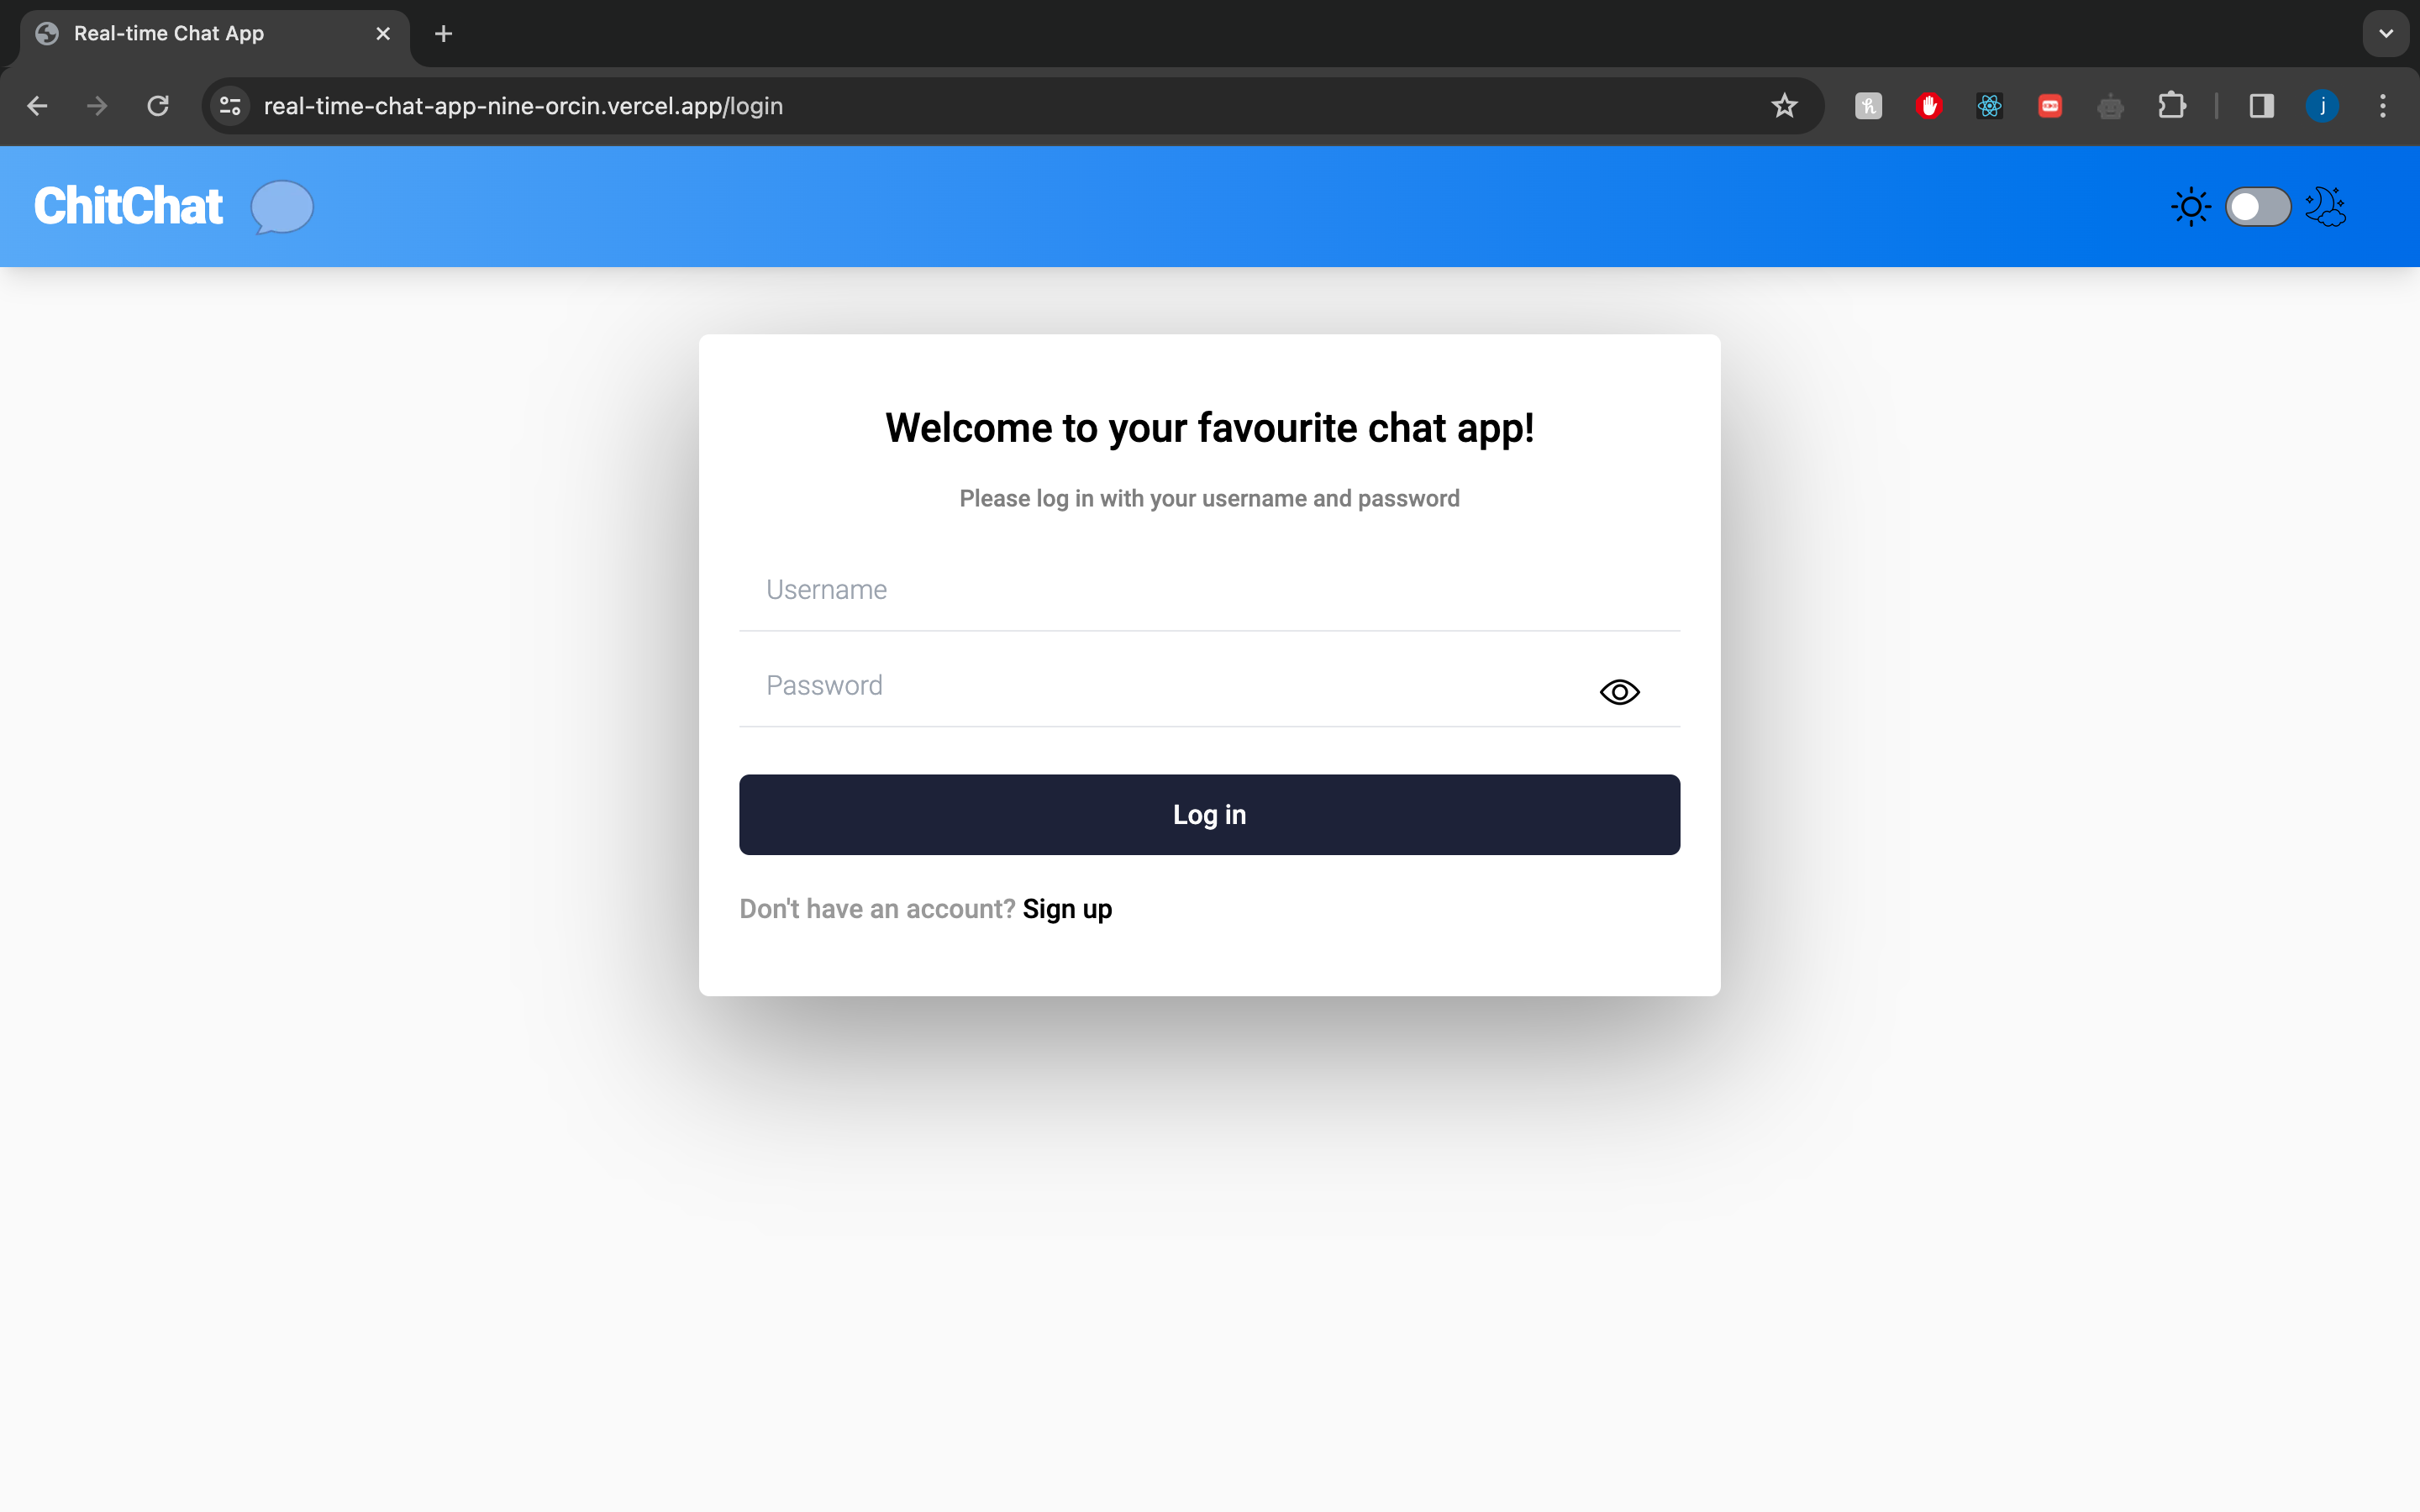 Real-time Chat App
real-time-chat-app-nine-orcin.vercel.app/login
j
ChitChat
Welcome to your favourite chat app!
Please log in with your username and password
Username
Password
Log in
Don't have an account? Sign up